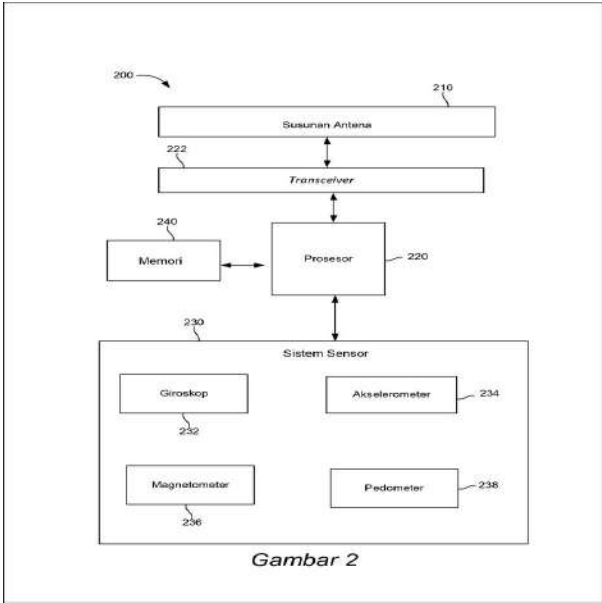 200
210
Susunan Antena
222
Transceiver
240
Memori
Prosesor
220
230
Sistem Sensor
Giroskop
232
Akselerometer
234
Magnetometer
236
Pedometer
238
Gambar 2